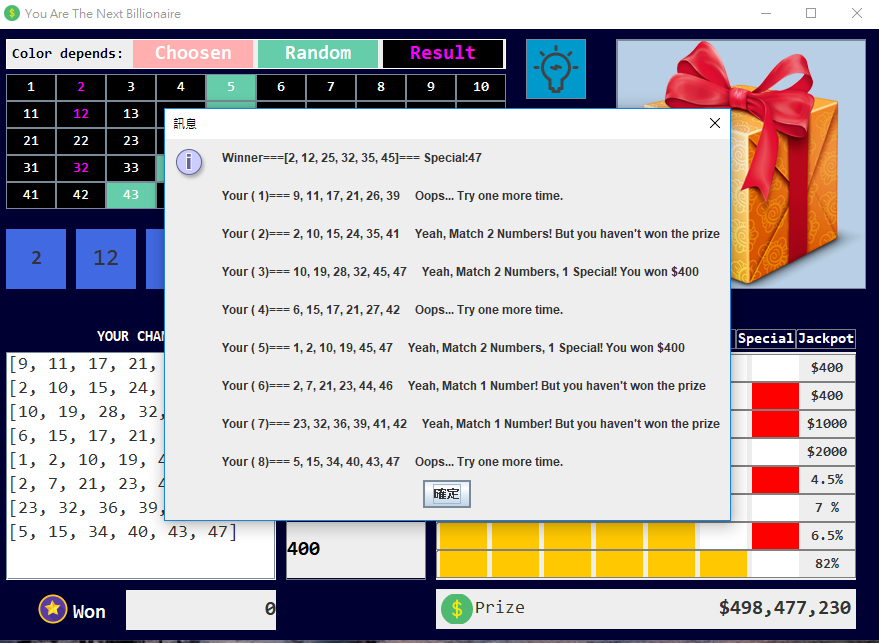 You Are The Next Billionaire
Color depends: Choosen Random Result
1 2 3 4 5 6 7 8 9 10
11 12 13
21 22 23
31 32 33
41 42 43
訊息
Winner===[2, 12, 25, 32, 35, 45]=== Special:47
Your ( 1)=== 9, 11, 17, 21, 26, 39 Oops... Try one more time.
Your ( 2)=== 2, 10, 15, 24, 35, 41 Yeah, Match 2 Numbers! But you haven't won the prize
Your ( 3)=== 10, 19, 28, 32, 45, 47 Yeah, Match 2 Numbers, 1 Special! You won $400
Your ( 4)=== 6, 15, 17, 21, 27, 42 Oops... Try one more time.
Your ( 5)=== 1, 2, 10, 19, 45, 47 Yeah, Match 2 Numbers, 1 Special! You won $400
Your ( 6)=== 2, 7, 21, 23, 44, 46 Yeah, Match 1 Number! But you haven't won the prize
Your ( 7)=== 23, 32, 36, 39, 41, 42 Yeah, Match 1 Number! But you haven't won the prize
Your ( 8)=== 5, 15, 34, 40, 43, 47 Oops... Try one more time.
確定
2 12
YOUR CHAN
Special Jackpot
[9, 11, 17, 21,
[2, 10, 15, 24,
[10, 19, 28, 32,
[6, 15, 17, 21,
[1, 2, 10, 19, 4
[2, 7, 21, 23, 4
[23, 32, 36, 39,
[5, 15, 34, 40, 43, 47]
400
$400
$400
$1000
$2000
4.5%
7 %
6.5%
82%
Won 0
$ Prize $498,477,230